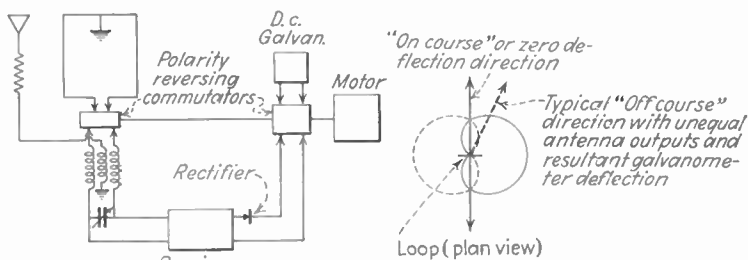 D.c.
Galvan.
Polarity
reversing
commutators
Motor
Rectifier
"On course" or zero de-
flection direction
Typical "Off course"
direction with unequal
antenna outputs and
resultant galvanome-
ter deflection
Loop (plan view)